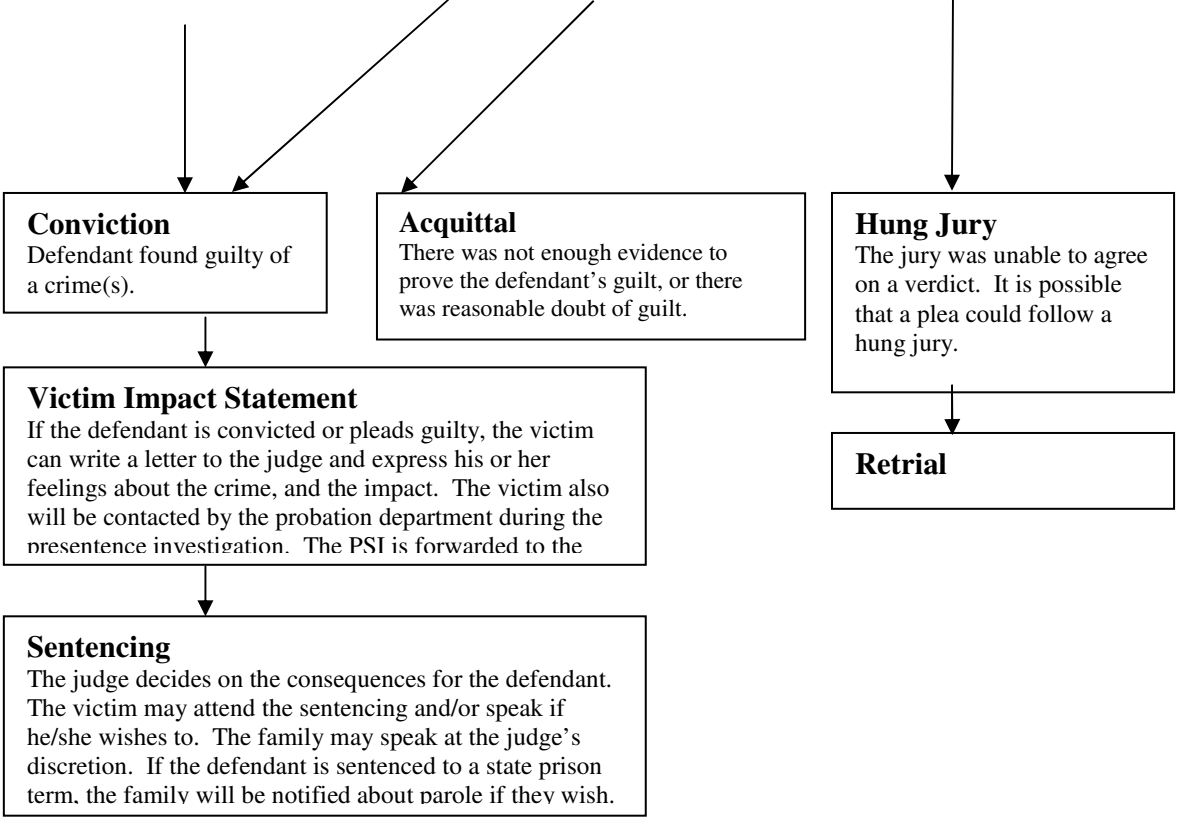 Conviction
Defendant found guilty of
a crime(s).
Acquittal
There was not enough evidence to
prove the defendant’s guilt, or there
was reasonable doubt of guilt.
Hung Jury
The jury was unable to agree
on a verdict.  It is possible
that a plea could follow a
hung jury.
Victim Impact Statement
If the defendant is convicted or pleads guilty, the victim
can write a letter to the judge and express his or her
feelings about the crime, and the impact.  The victim also
will be contacted by the probation department during the
presentence investigation.  The PSI is forwarded to the
Retrial
Sentencing
The judge decides on the consequences for the defendant.
The victim may attend the sentencing and/or speak if
he/she wishes to.  The family may speak at the judge’s
discretion.  If the defendant is sentenced to a state prison
term, the family will be notified about parole if they wish.